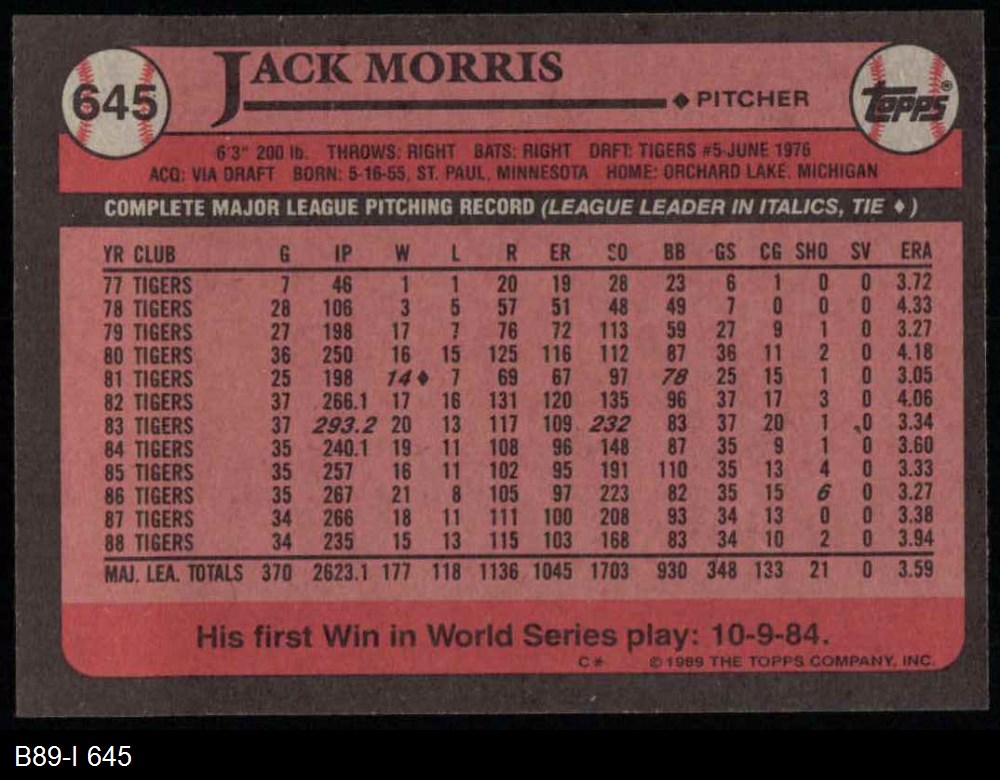 645
JACK MORRIS
PITCHER
TOPPS®
6'3" 200 lb. THROWS: RIGHT BATS: RIGHT DRFT: TIGERS #5-JUNE 1976
ACQ: VIA DRAFT BORN: 5-16-55, ST. PAUL, MINNESOTA HOME: ORCHARD LAKE, MICHIGAN
COMPLETE MAJOR LEAGUE PITCHING RECORD (LEAGUE LEADER IN ITALICS, TIE ♦)
YR CLUB G IP W L R ER SO BB GS CG SHO SV ERA
77 TIGERS 7 46 1 1 20 19 28 23 6 1 0 0 3.72
78 TIGERS 28 106 3 5 57 51 48 49 7 0 0 0 4.33
79 TIGERS 27 198 17 7 76 72 113 59 27 9 1 0 3.27
80 TIGERS 36 250 16 15 125 116 112 87 36 11 2 0 4.18
81 TIGERS 25 198 14♦ 7 69 67 97 78 25 15 1 0 3.05
82 TIGERS 37 266.1 17 16 131 120 135 96 37 17 3 0 4.06
83 TIGERS 37 293.2 20 13 117 109 232 83 37 20 1 0 3.34
84 TIGERS 35 240.1 19 11 108 96 148 87 35 9 1 0 3.60
85 TIGERS 35 257 16 11 102 95 191 110 35 13 4 0 3.33
86 TIGERS 35 267 21 8 105 97 223 82 35 15 6 0 3.27
87 TIGERS 34 266 18 11 111 100 208 93 34 13 0 0 3.38
88 TIGERS 34 235 15 13 115 103 168 83 34 10 2 0 3.94
MAJ. LEA. TOTALS 370 2623.1 177 118 1136 1045 1703 930 348 133 21 0 3.59
His first Win in World Series play: 10-9-84.
C* ©1989 THE TOPPS COMPANY, INC.
B89-I 645